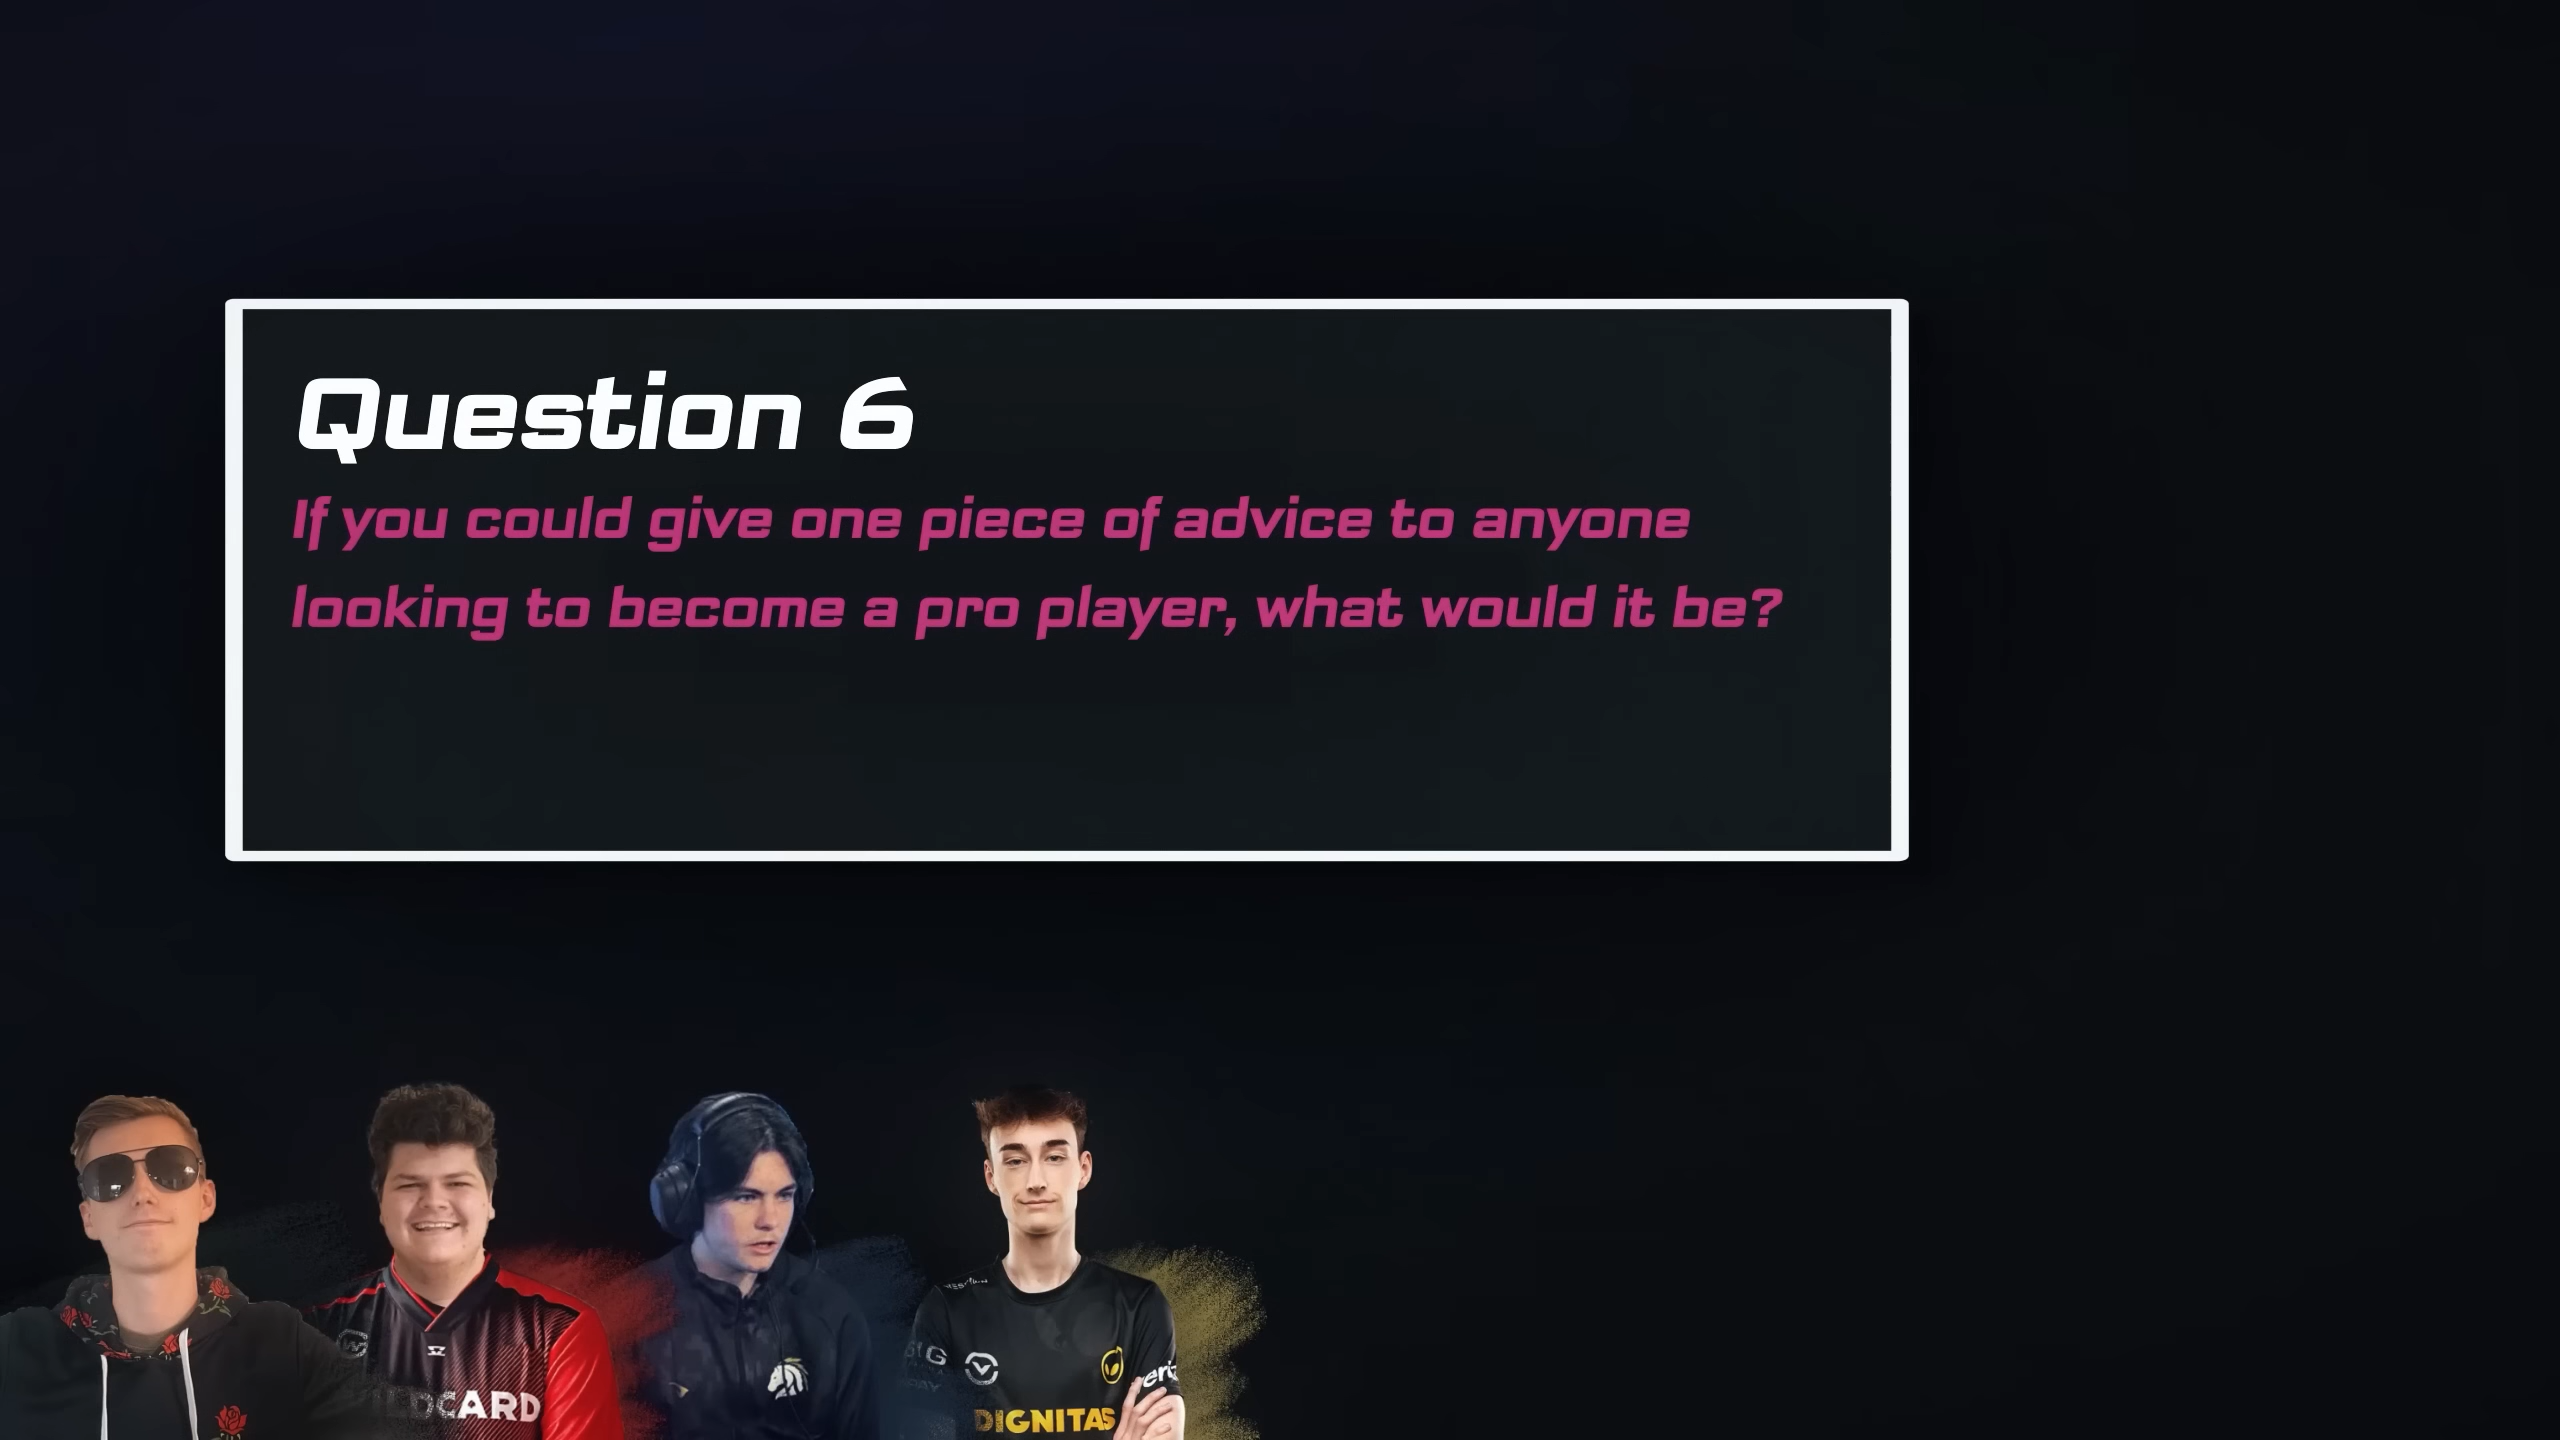 Question 6
If you could give one piece of advice to anyone
looking to become a pro player, what would it be?
DIGNITAS